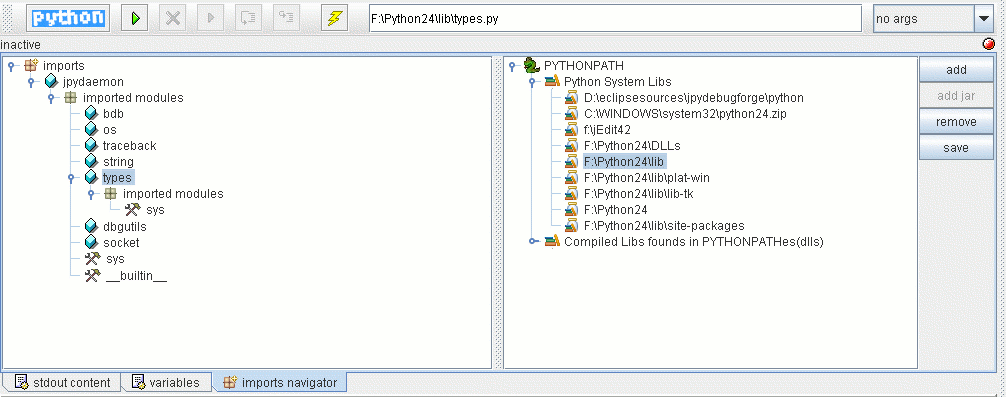 python
F:\Python24\lib\types.py
no args
inactive
imports
jpydaemon
imported modules
bdb
os
traceback
string
types
imported modules
sys
dbgutils
socket
sys
__builtin__
PYTHONPATH
Python System Libs
D:\eclipsesources\jpydebugforge\python
C:\WINDOWS\system32\python24.zip
f:\jEdit42
F:\Python24\DLLs
F:\Python24\lib
F:\Python24\lib\plat-win
F:\Python24\lib\lib-tk
F:\Python24
F:\Python24\lib\site-packages
Compiled Libs founds in PYTHONPATHes(dlls)
add
add jar
remove
save
stdout content
variables
imports navigator